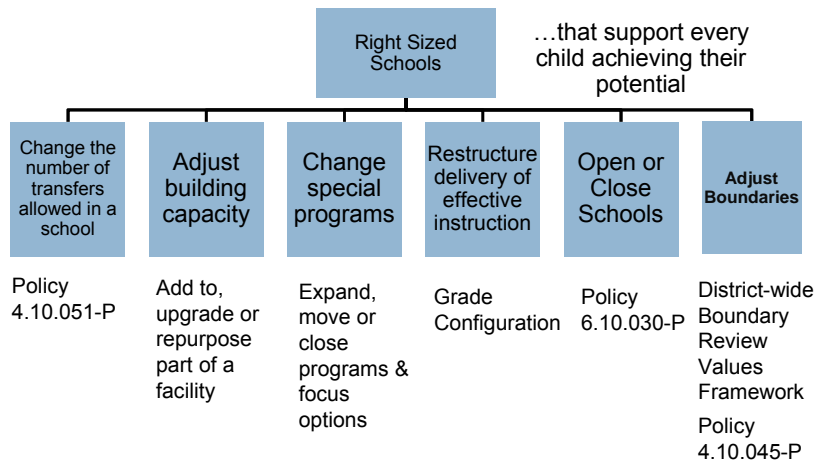 Right Sized
Schools
…that support every
child achieving their
potential
Change the
number of
transfers
allowed in a
school
Adjust
building
capacity
Change
special
programs
Restructure
delivery of
effective
instruction
Open or
Close
Schools
Adjust
Boundaries
Policy
4.10.051-P
Add to,
upgrade or
repurpose
part of a
facility
Expand,
move or
close
programs &
focus
options
Grade
Configuration
Policy
6.10.030-P
District-wide
Boundary
Review
Values
Framework
Policy
4.10.045-P